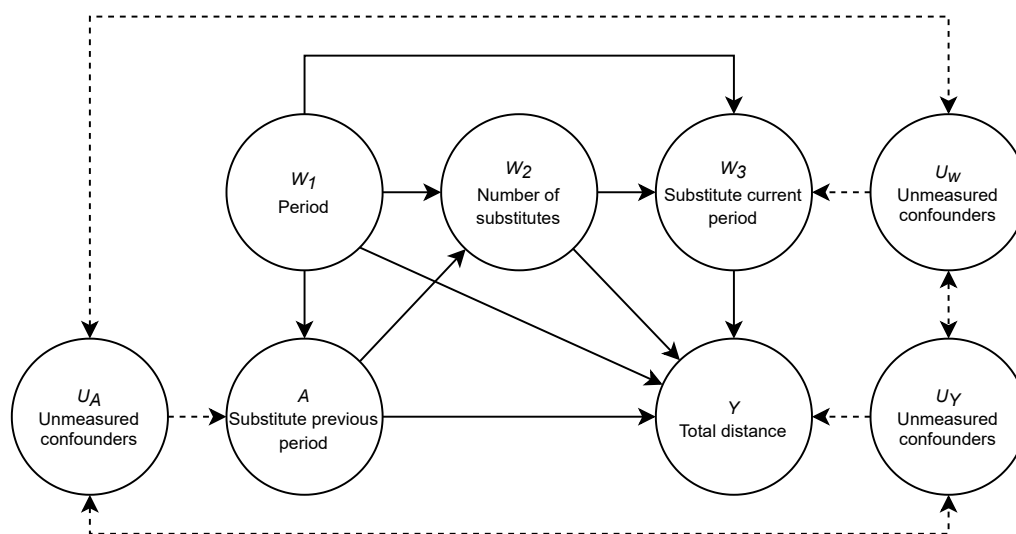 W1
Period
W2
Number of
substitutes
W3
Substitute current
period
Uw
Unmeasured
confounders
UA
Unmeasured
confounders
A
Substitute previous
period
Y
Total distance
UY
Unmeasured
confounders